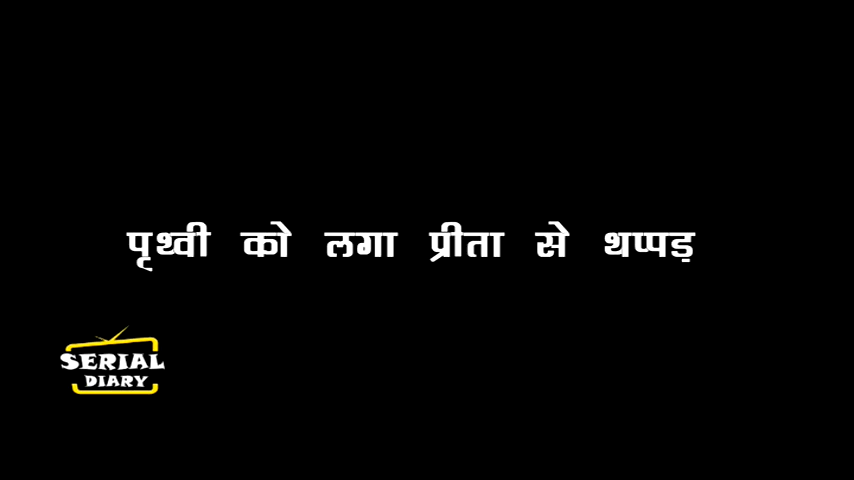 पृथ्वी को लगा प्रीता से थप्पड़
SERIAL
DIARY